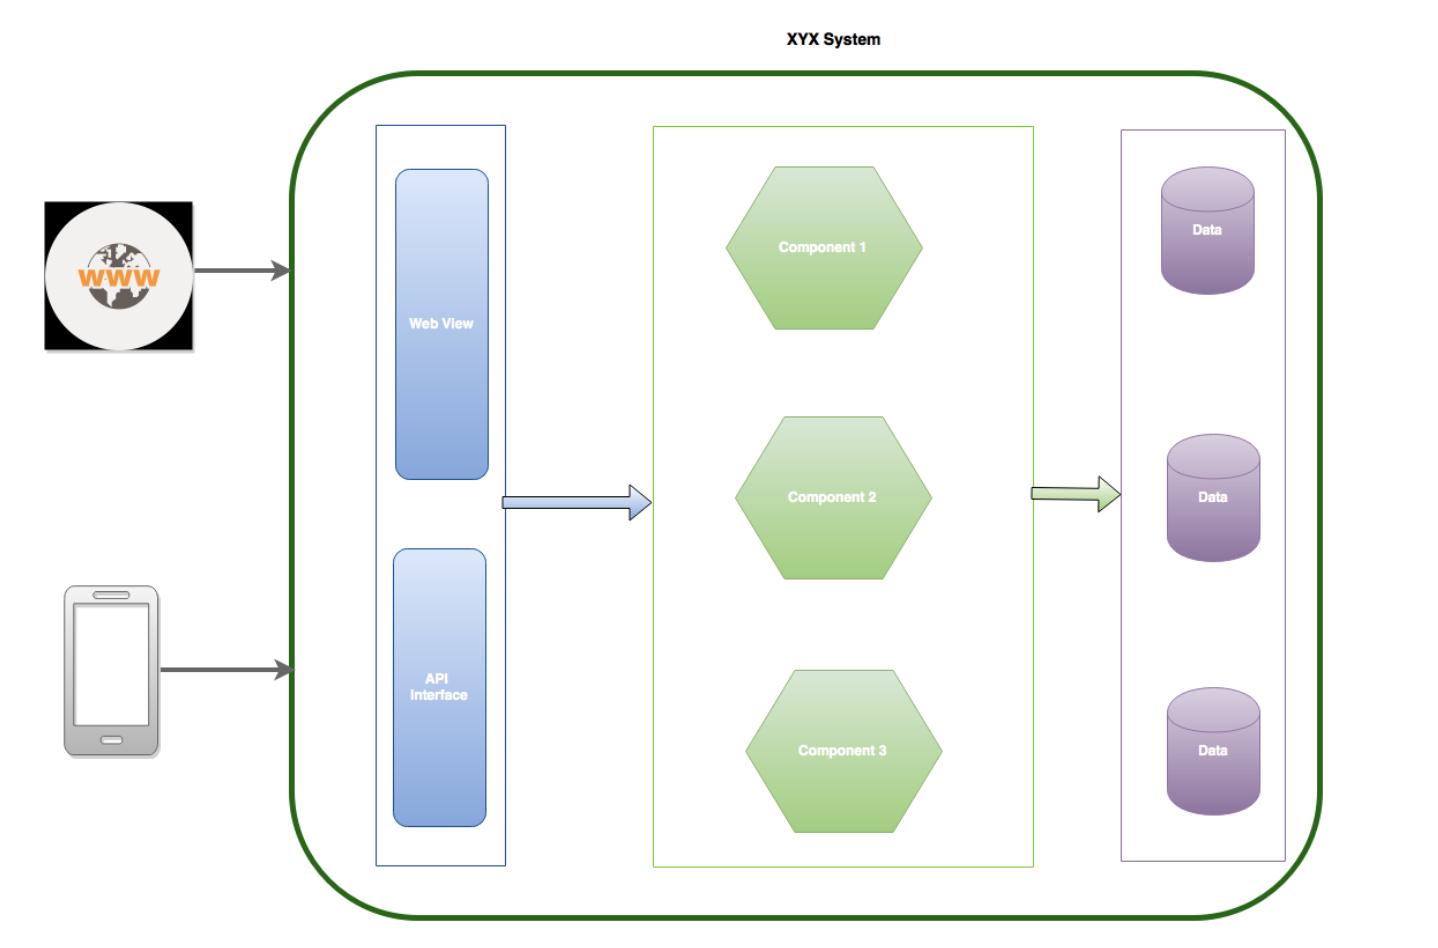 XYX System
WWW
Web View
API
Interface
Component 1
Component 2
Component 3
Data
Data
Data